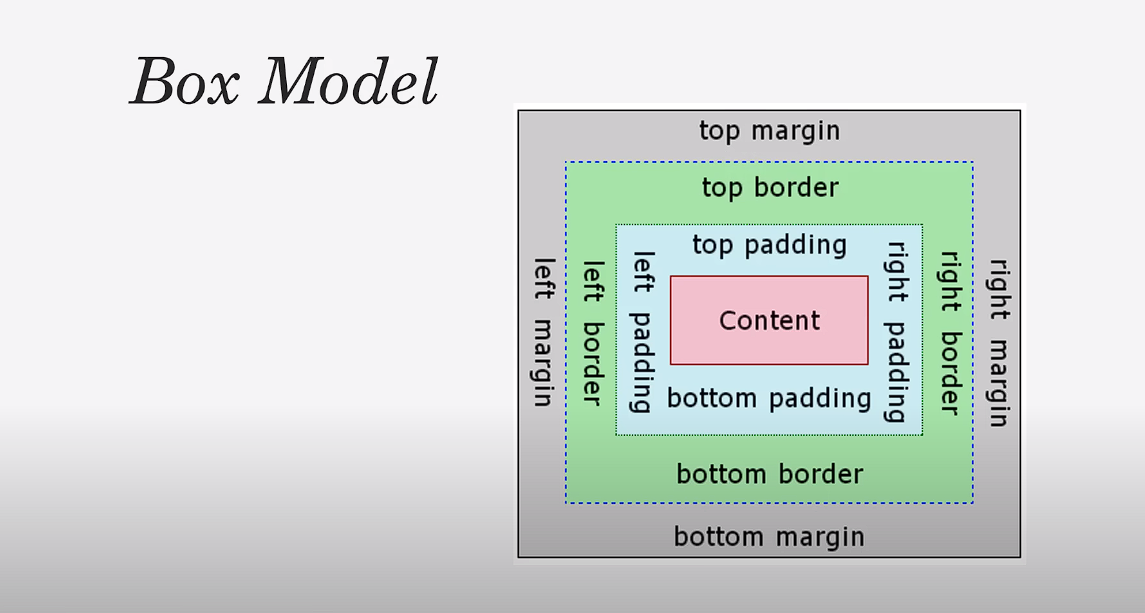 Box Model
top margin
top border
top padding
left margin
left border
left padding
Content
right padding
right border
right margin
bottom padding
bottom border
bottom margin